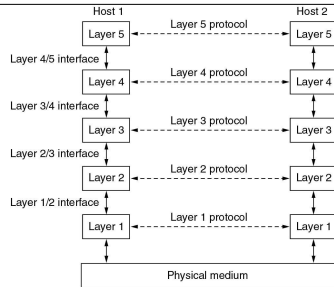 Host 1 Host 2
Layer 5 Layer 5 protocol Layer 5
Layer 4/5 interface
Layer 4 Layer 4 protocol Layer 4
Layer 3/4 interface
Layer 3 Layer 3 protocol Layer 3
Layer 2/3 interface
Layer 2 Layer 2 protocol Layer 2
Layer 1/2 interface
Layer 1 Layer 1 protocol Layer 1
Physical medium